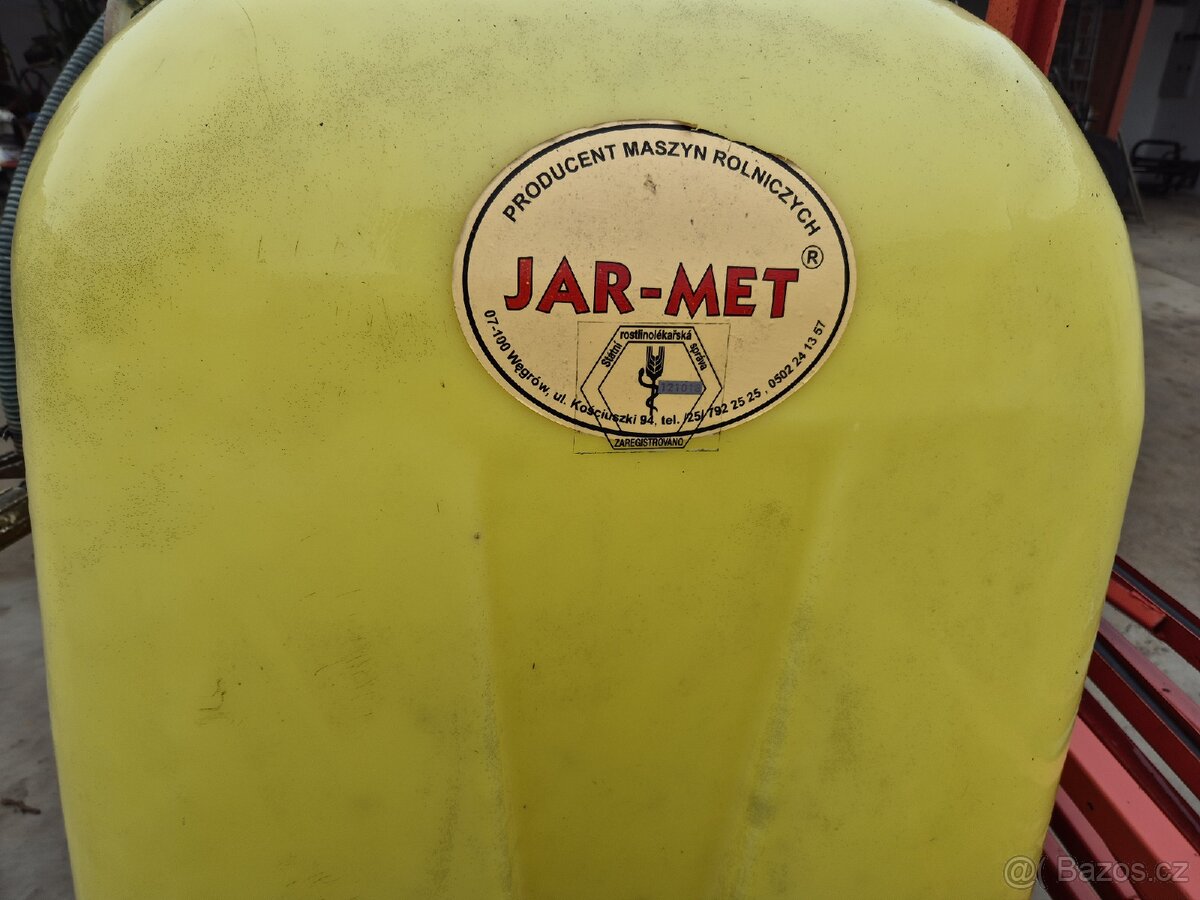 PRODUCENT MASZYN ROLNICZYCH
JAR-MET ®
07-100 Węgrów, ul. Kościuszki 94, tel. /25/ 792 25 25 , 0502 24 13 57
Státní rostlinolékařská správa
ZAREGISTROVÁNO
@ Bazos.cz